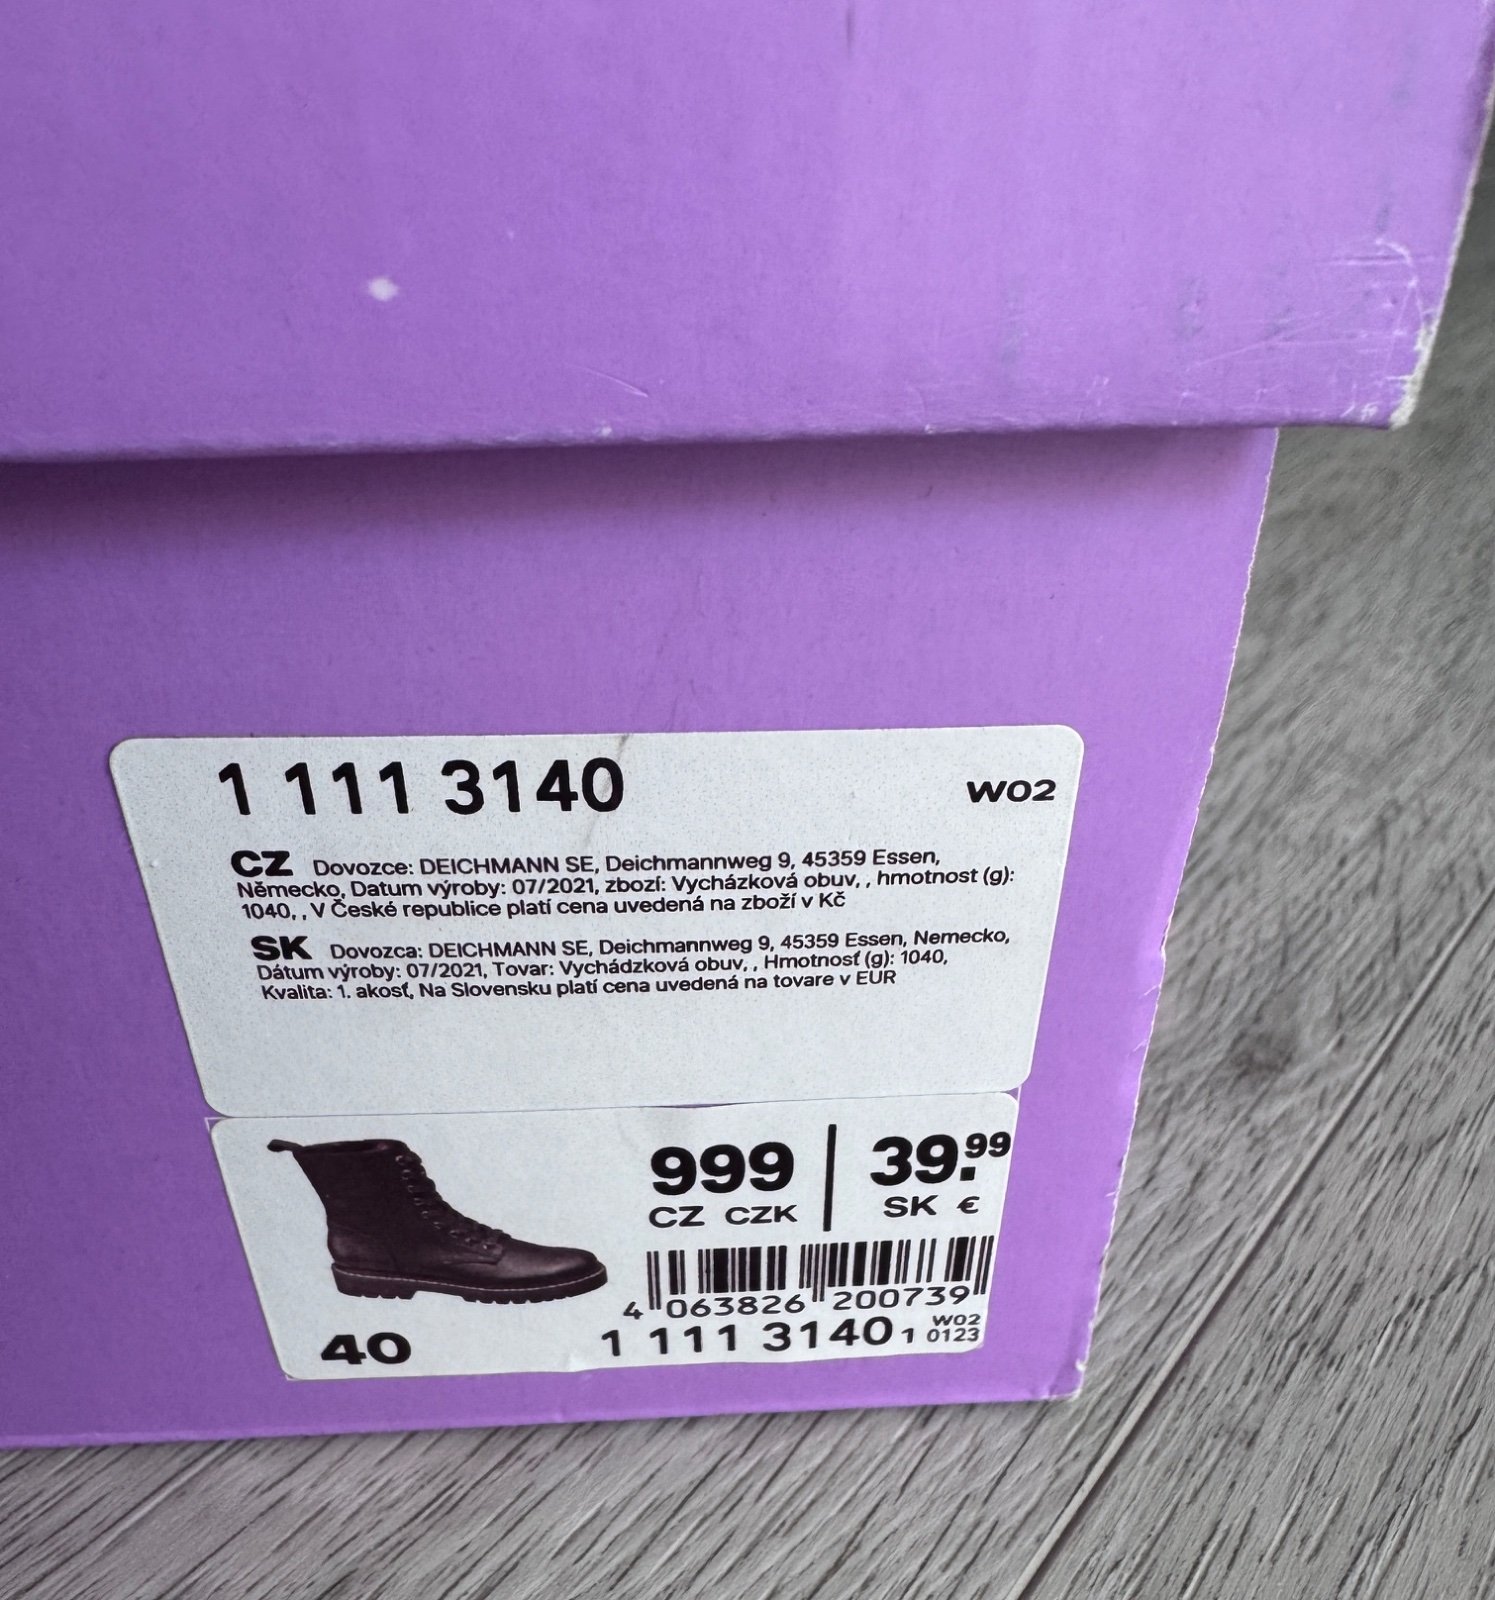 1 111 3140 W02
CZ Dovozce: DEICHMANN SE, Deichmannweg 9, 45359 Essen,
Německo, Datum výroby: 07/2021, zboží: Vycházková obuv, , hmotnost (g):
1040, , V České republice platí cena uvedená na zboží v Kč
SK Dovozca: DEICHMANN SE, Deichmannweg 9, 45359 Essen, Nemecko,
Dátum výroby: 07/2021, Tovar: Vychádzková obuv, , Hmotnosť (g): 1040,
Kvalita: 1. akosť, Na Slovensku platí cena uvedená na tovare v EUR
999 39.99
CZ CZK SK €
4 063826 200739
40
1 111 3140 1 W02
0123